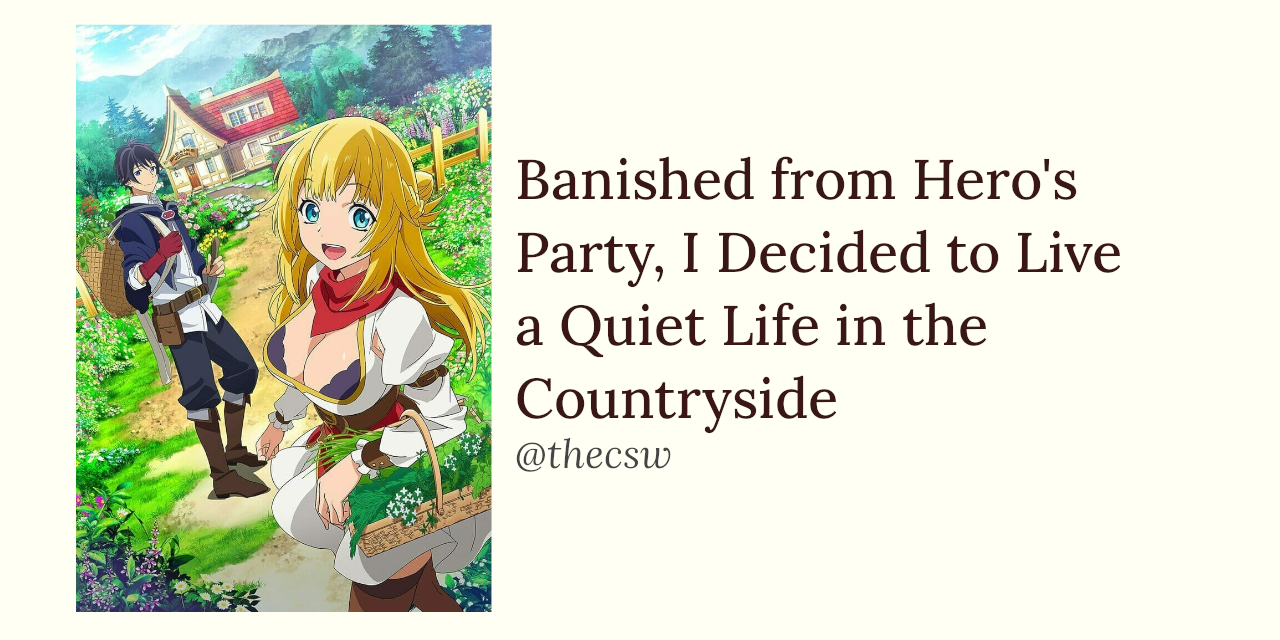 Banished from Hero's
Party, I Decided to Live
a Quiet Life in the
Countryside
@thecsw